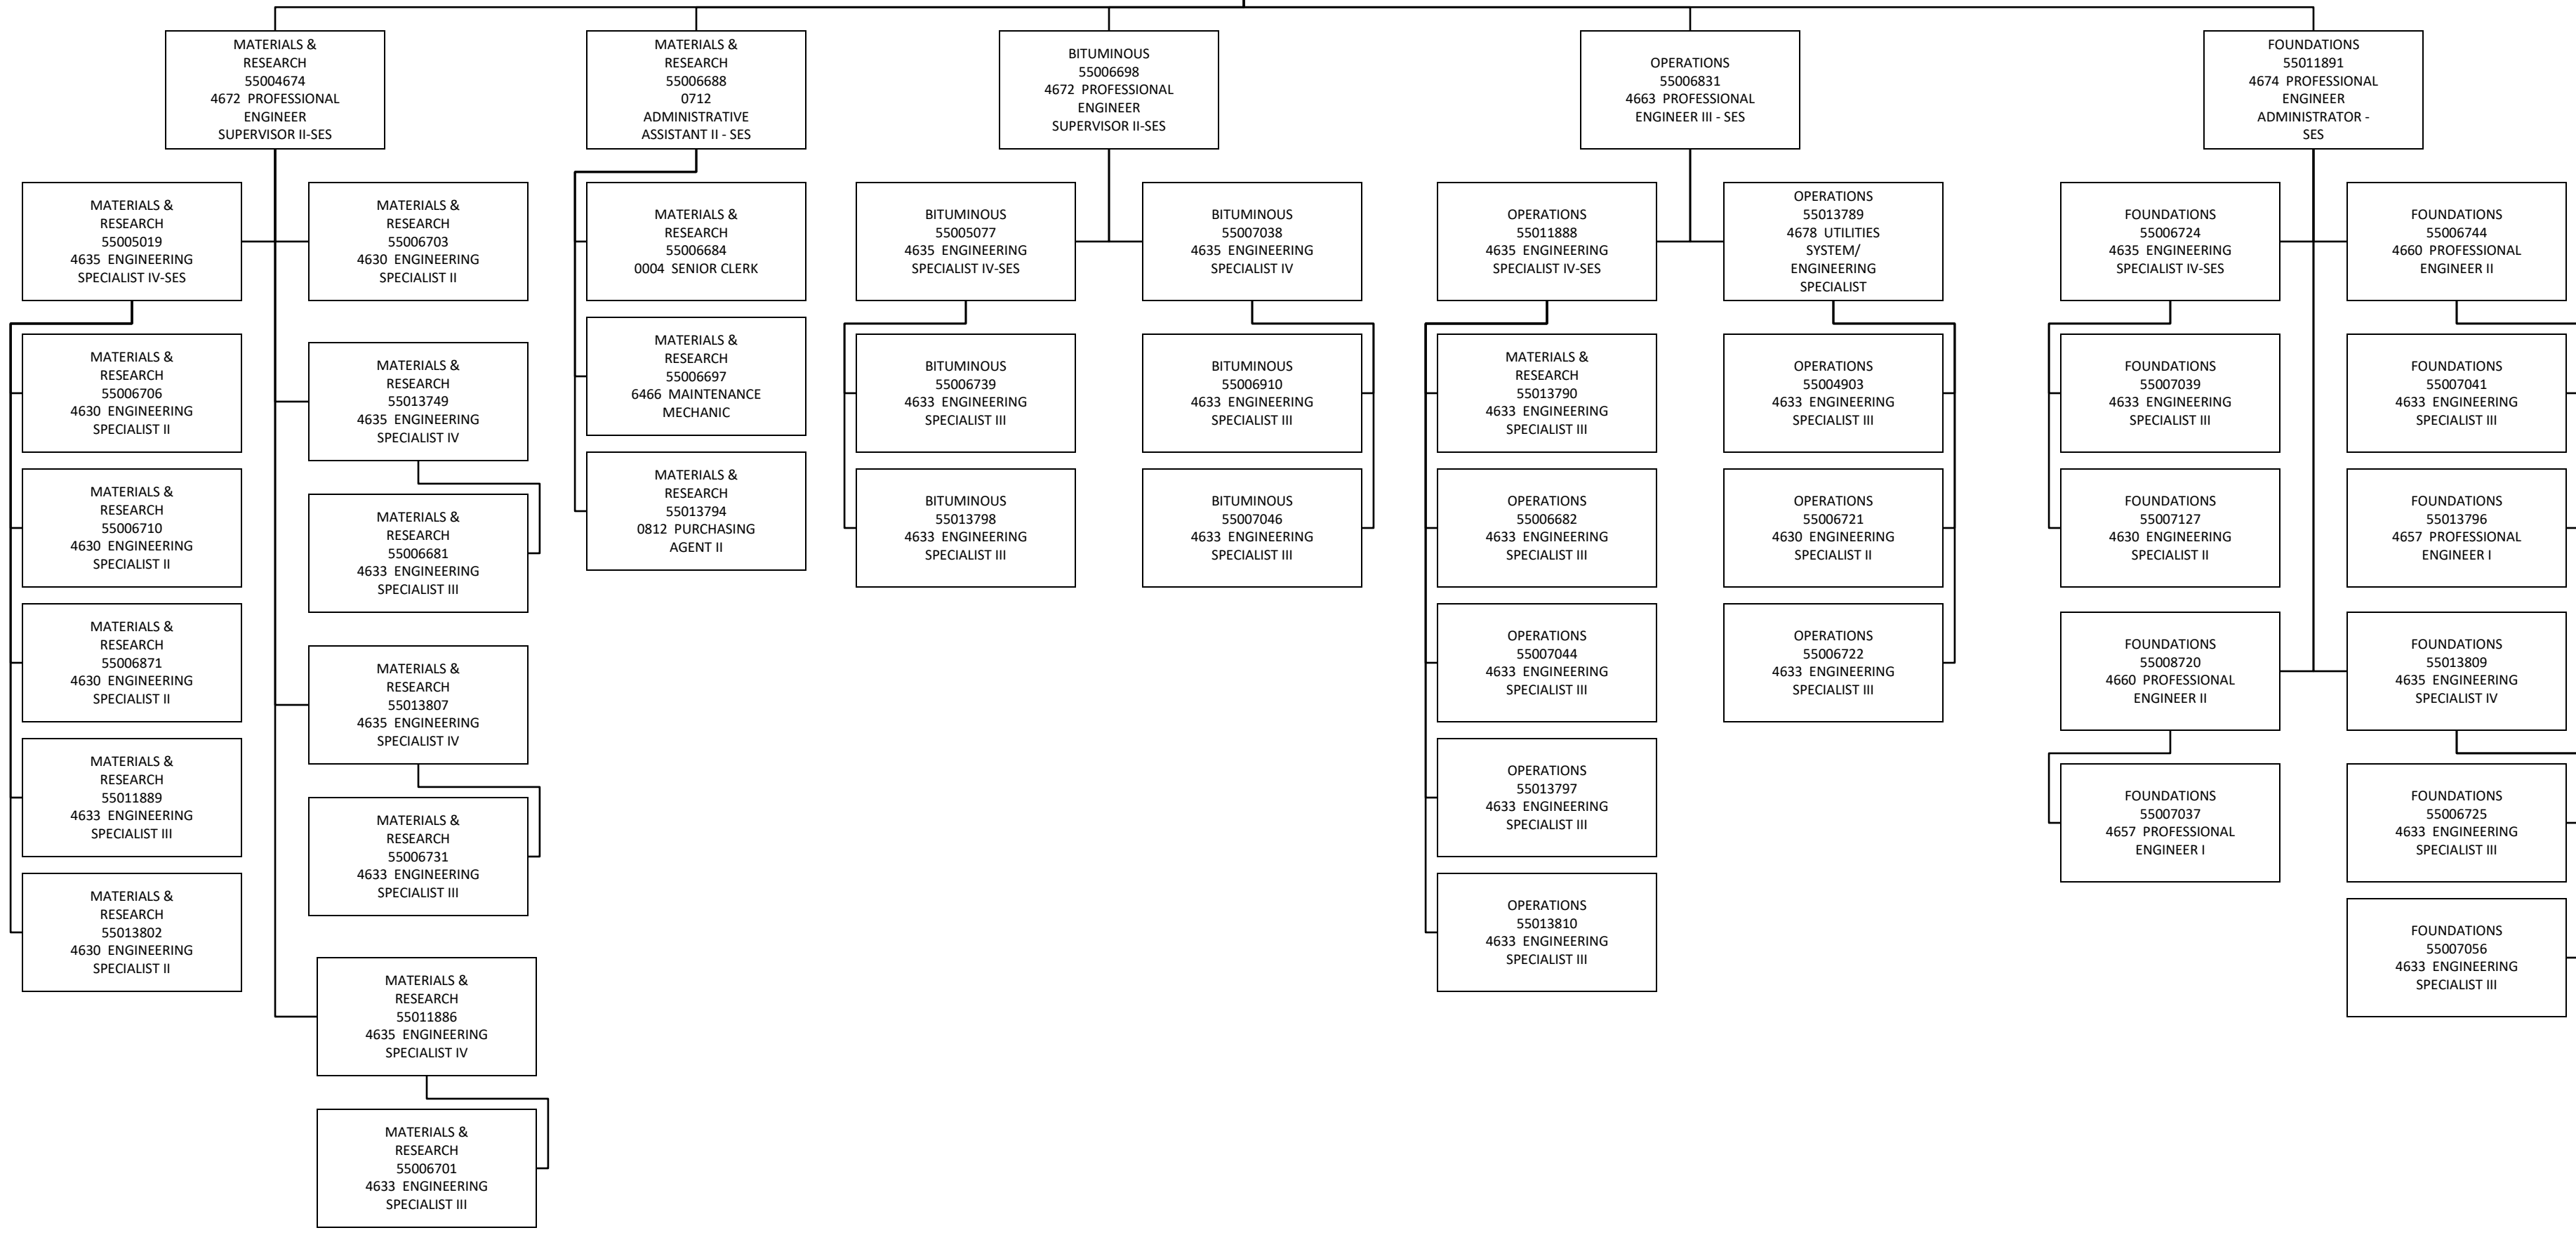 MATERIALS &
RESEARCH
55004674
4672 PROFESSIONAL
ENGINEER
SUPERVISOR II-SES
MATERIALS &
RESEARCH
55006688
0712
ADMINISTRATIVE
ASSISTANT II - SES
BITUMINOUS
55006698
4672 PROFESSIONAL
ENGINEER
SUPERVISOR II-SES
OPERATIONS
55006831
4663 PROFESSIONAL
ENGINEER III - SES
FOUNDATIONS
55011891
4674 PROFESSIONAL
ENGINEER
ADMINISTRATOR -
SES
MATERIALS &
RESEARCH
55005019
4635 ENGINEERING
SPECIALIST IV-SES
MATERIALS &
RESEARCH
55006703
4630 ENGINEERING
SPECIALIST II
MATERIALS &
RESEARCH
55006684
0004 SENIOR CLERK
BITUMINOUS
55005077
4635 ENGINEERING
SPECIALIST IV-SES
BITUMINOUS
55007038
4635 ENGINEERING
SPECIALIST IV
OPERATIONS
55011888
4635 ENGINEERING
SPECIALIST IV-SES
OPERATIONS
55013789
4678 UTILITIES
SYSTEM/
ENGINEERING
SPECIALIST
FOUNDATIONS
55006724
4635 ENGINEERING
SPECIALIST IV-SES
FOUNDATIONS
55006744
4660 PROFESSIONAL
ENGINEER II
MATERIALS &
RESEARCH
55006706
4630 ENGINEERING
SPECIALIST II
MATERIALS &
RESEARCH
55013749
4635 ENGINEERING
SPECIALIST IV
MATERIALS &
RESEARCH
55006697
6466 MAINTENANCE
MECHANIC
BITUMINOUS
55006739
4633 ENGINEERING
SPECIALIST III
BITUMINOUS
55006910
4633 ENGINEERING
SPECIALIST III
MATERIALS &
RESEARCH
55013790
4633 ENGINEERING
SPECIALIST III
OPERATIONS
55004903
4633 ENGINEERING
SPECIALIST III
FOUNDATIONS
55007039
4633 ENGINEERING
SPECIALIST III
FOUNDATIONS
55007041
4633 ENGINEERING
SPECIALIST III
MATERIALS &
RESEARCH
55006710
4630 ENGINEERING
SPECIALIST II
MATERIALS &
RESEARCH
55006681
4633 ENGINEERING
SPECIALIST III
MATERIALS &
RESEARCH
55013794
0812 PURCHASING
AGENT II
BITUMINOUS
55013798
4633 ENGINEERING
SPECIALIST III
BITUMINOUS
55007046
4633 ENGINEERING
SPECIALIST III
OPERATIONS
55006682
4633 ENGINEERING
SPECIALIST III
OPERATIONS
55006721
4630 ENGINEERING
SPECIALIST II
FOUNDATIONS
55007127
4630 ENGINEERING
SPECIALIST II
FOUNDATIONS
55013796
4657 PROFESSIONAL
ENGINEER I
MATERIALS &
RESEARCH
55006871
4630 ENGINEERING
SPECIALIST II
MATERIALS &
RESEARCH
55013807
4635 ENGINEERING
SPECIALIST IV
OPERATIONS
55007044
4633 ENGINEERING
SPECIALIST III
OPERATIONS
55006722
4633 ENGINEERING
SPECIALIST III
FOUNDATIONS
55008720
4660 PROFESSIONAL
ENGINEER II
FOUNDATIONS
55013809
4635 ENGINEERING
SPECIALIST IV
MATERIALS &
RESEARCH
55011889
4633 ENGINEERING
SPECIALIST III
MATERIALS &
RESEARCH
55006731
4633 ENGINEERING
SPECIALIST III
OPERATIONS
55013797
4633 ENGINEERING
SPECIALIST III
FOUNDATIONS
55007037
4657 PROFESSIONAL
ENGINEER I
FOUNDATIONS
55006725
4633 ENGINEERING
SPECIALIST III
MATERIALS &
RESEARCH
55013802
4630 ENGINEERING
SPECIALIST II
OPERATIONS
55013810
4633 ENGINEERING
SPECIALIST III
FOUNDATIONS
55007056
4633 ENGINEERING
SPECIALIST III
MATERIALS &
RESEARCH
55011886
4635 ENGINEERING
SPECIALIST IV
MATERIALS &
RESEARCH
55006701
4633 ENGINEERING
SPECIALIST III